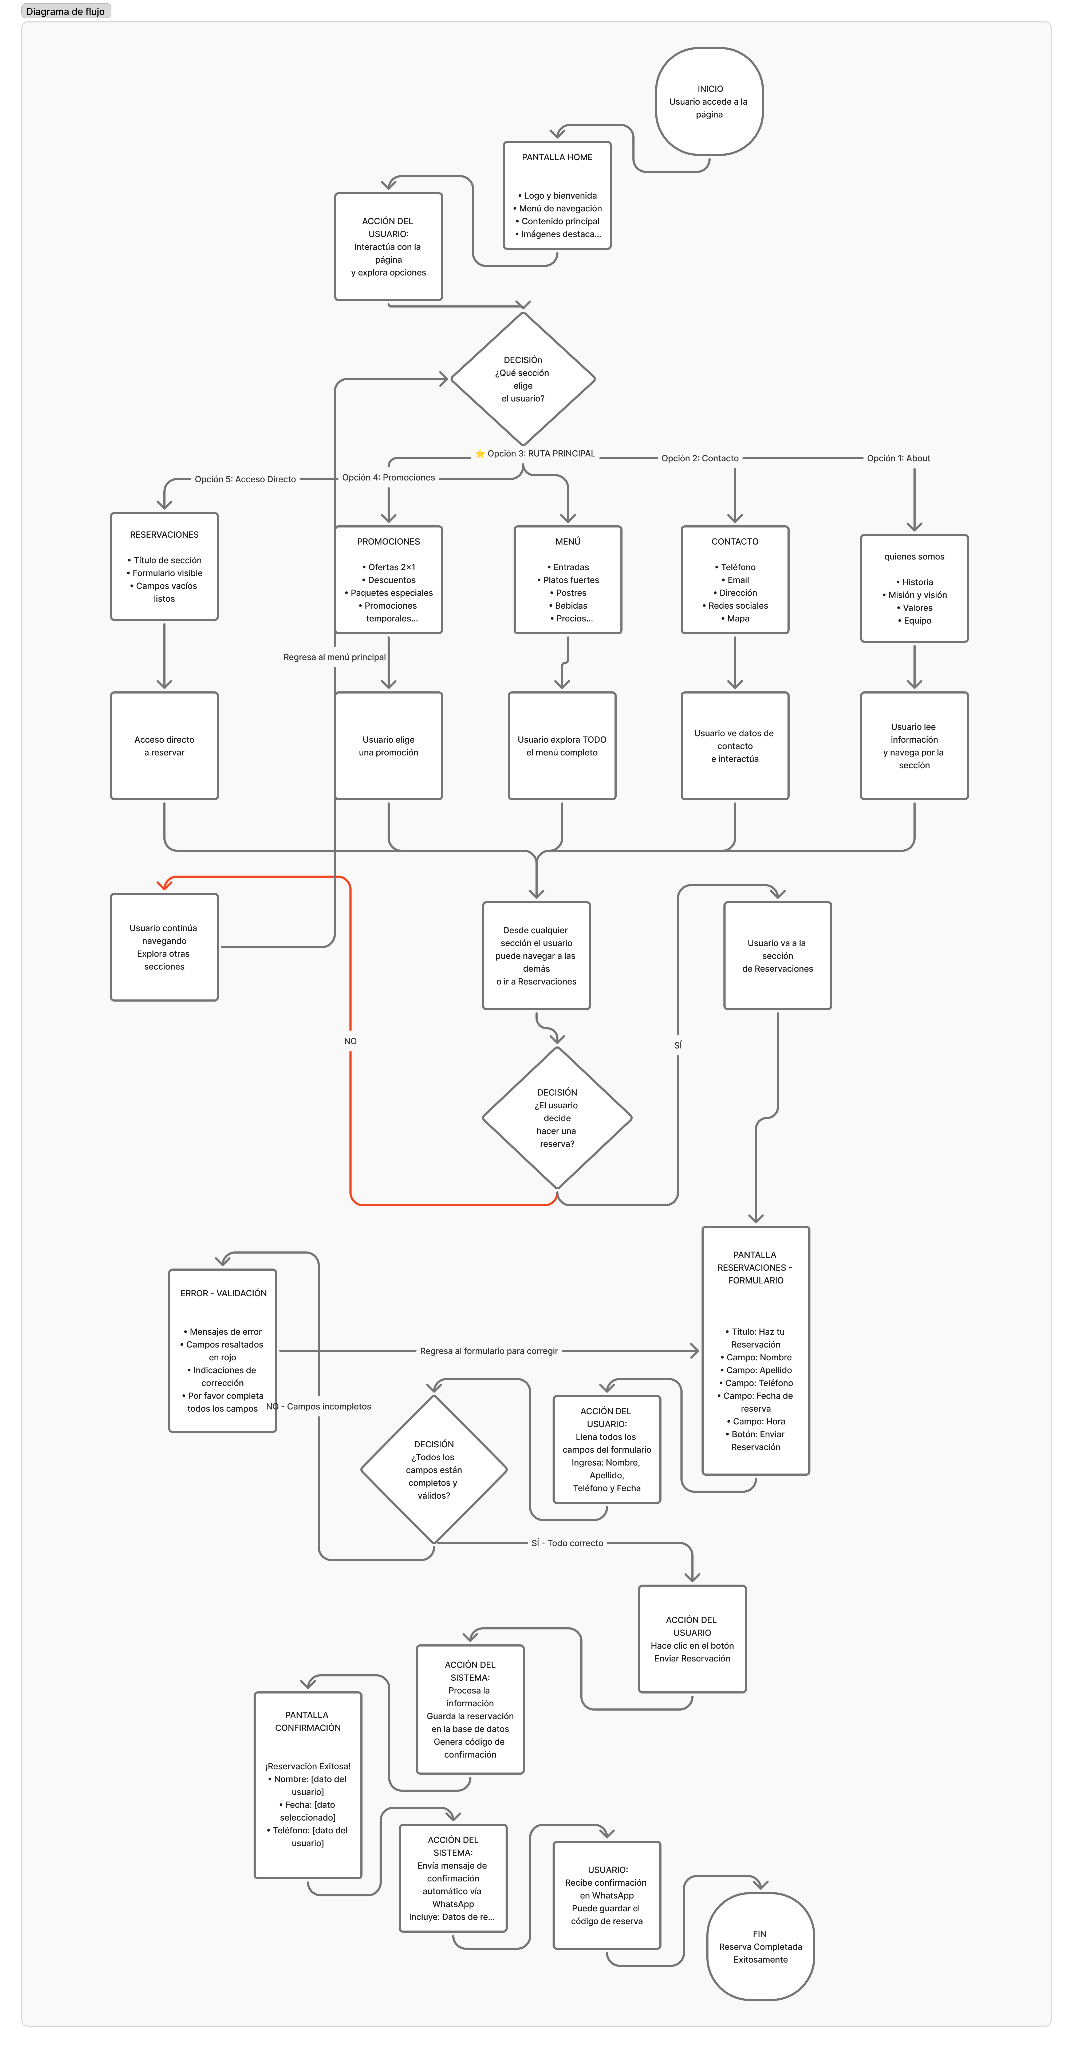 Diagrama de flujo
INICIO
Usuario accede a la
página
PANTALLA HOME
• Logo y bienvenida
• Menú de navegación
• Contenido principal
• Imágenes destaca...
ACCIÓN DEL
USUARIO:
Interactúa con la
página
y explora opciones
DECISIÓn
¿Qué sección
elige
el usuario?
⭐ Opción 3: RUTA PRINCIPAL
Opción 2: Contacto
Opción 1: About
Opción 5: Acceso Directo
Opción 4: Promociones
RESERVACIONES
• Título de sección
• Formulario visible
• Campos vacíos
listos
PROMOCIONES
• Ofertas 2×1
• Descuentos
• Paquetes especiales
• Promociones
temporales...
MENÚ
• Entradas
• Platos fuertes
• Postres
• Bebidas
• Precios...
CONTACTO
• Teléfono
• Email
• Dirección
• Redes sociales
• Mapa
quienes somos
• Historia
• Misión y visión
• Valores
• Equipo
Regresa al menú principal
Acceso directo
a reservar
Usuario elige
una promoción
Usuario explora TODO
el menú completo
Usuario ve datos de
contacto
e interactúa
Usuario lee
información
y navega por la
sección
Usuario continúa
navegando
Explora otras
secciones
Desde cualquier
sección el usuario
puede navegar a las
demás
o ir a Reservaciones
Usuario va a la
sección
de Reservaciones
NO
SÍ
DECISIÓN
¿El usuario
decide
hacer una
reserva?
PANTALLA
RESERVACIONES -
FORMULARIO
• Título: Haz tu
Reservación
• Campo: Nombre
• Campo: Apellido
• Campo: Teléfono
• Campo: Fecha de
reserva
• Campo: Hora
• Botón: Enviar
Reservación
ERROR - VALIDACIÓN
• Mensajes de error
• Campos resaltados
en rojo
• Indicaciones de
corrección
• Por favor completa
todos los campos
Regresa al formulario para corregir
NO - Campos incompletos
DECISIÓN
¿Todos los
campos están
completos y
válidos?
ACCIÓN DEL
USUARIO:
Llena todos los
campos del formulario
Ingresa: Nombre,
Apellido,
Teléfono y Fecha
SÍ - Todo correcto
ACCIÓN DEL
USUARIO
Hace clic en el botón
Enviar Reservación
ACCIÓN DEL
SISTEMA:
Procesa la
información
Guarda la reservación
en la base de datos
Genera código de
confirmación
PANTALLA
CONFIRMACIÓN
¡Reservación Exitosa!
• Nombre: [dato del
usuario]
• Fecha: [dato
seleccionado]
• Teléfono: [dato del
usuario]
ACCIÓN DEL
SISTEMA:
Envía mensaje de
confirmación
automático vía
WhatsApp
Incluye: Datos de re...
USUARIO:
Recibe confirmación
en WhatsApp
Puede guardar el
código de reserva
FIN
Reserva Completada
Exitosamente